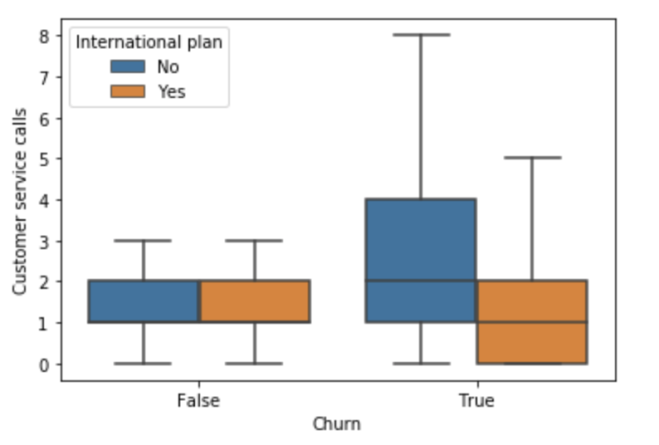 International plan
No
Yes
Customer service calls
8
7
6
5
4
3
2
1
0
False
True
Churn